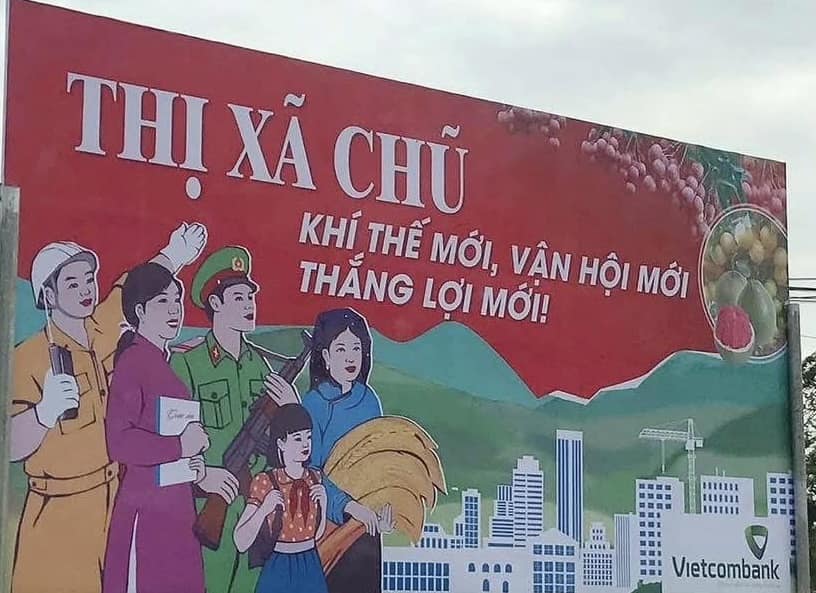 THỊ XÃ CHŨ
KHÍ THẾ MỚI, VẬN HỘI MỚI
THẮNG LỢI MỚI!
Vietcombank